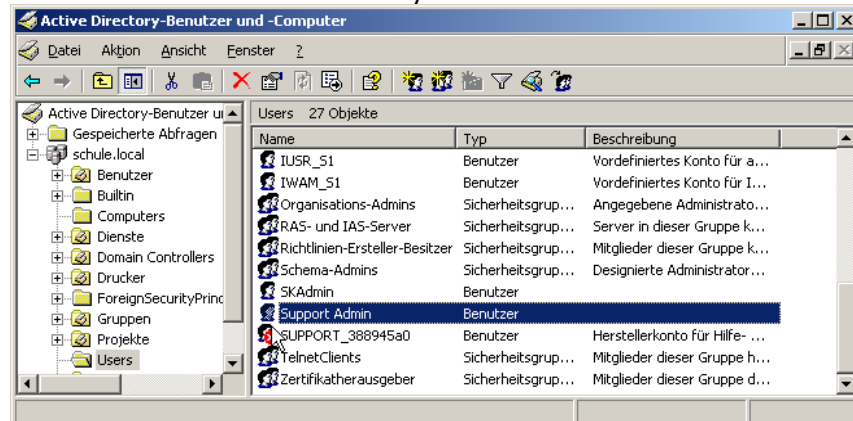 Active Directory-Benutzer und -Computer
Datei Aktion Ansicht Fenster ?
Active Directory-Benutzer u
Gespeicherte Abfragen
schule.local
Benutzer
Builtin
Computers
Dienste
Domain Controllers
Drucker
ForeignSecurityPrinc
Gruppen
Projekte
Users
Users 27 Objekte
Name Typ Beschreibung
IUSR_S1 Benutzer Vordefiniertes Konto für a...
IWAM_S1 Benutzer Vordefiniertes Konto für I...
Organisations-Admins Sicherheitsgrup... Angegebene Administrato...
RAS- und IAS-Server Sicherheitsgrup... Server in dieser Gruppe k...
Richtlinien-Ersteller-Besitzer Sicherheitsgrup... Mitglieder dieser Gruppe k...
Schema-Admins Sicherheitsgrup... Designierte Administrator...
SKAdmin Benutzer
Support Admin Benutzer
SUPPORT_388945a0 Benutzer Herstellerkonto für Hilfe- ...
TelnetClients Sicherheitsgrup... Mitglieder dieser Gruppe h...
Zertifikatherausgeber Sicherheitsgrup... Mitglieder dieser Gruppe d...